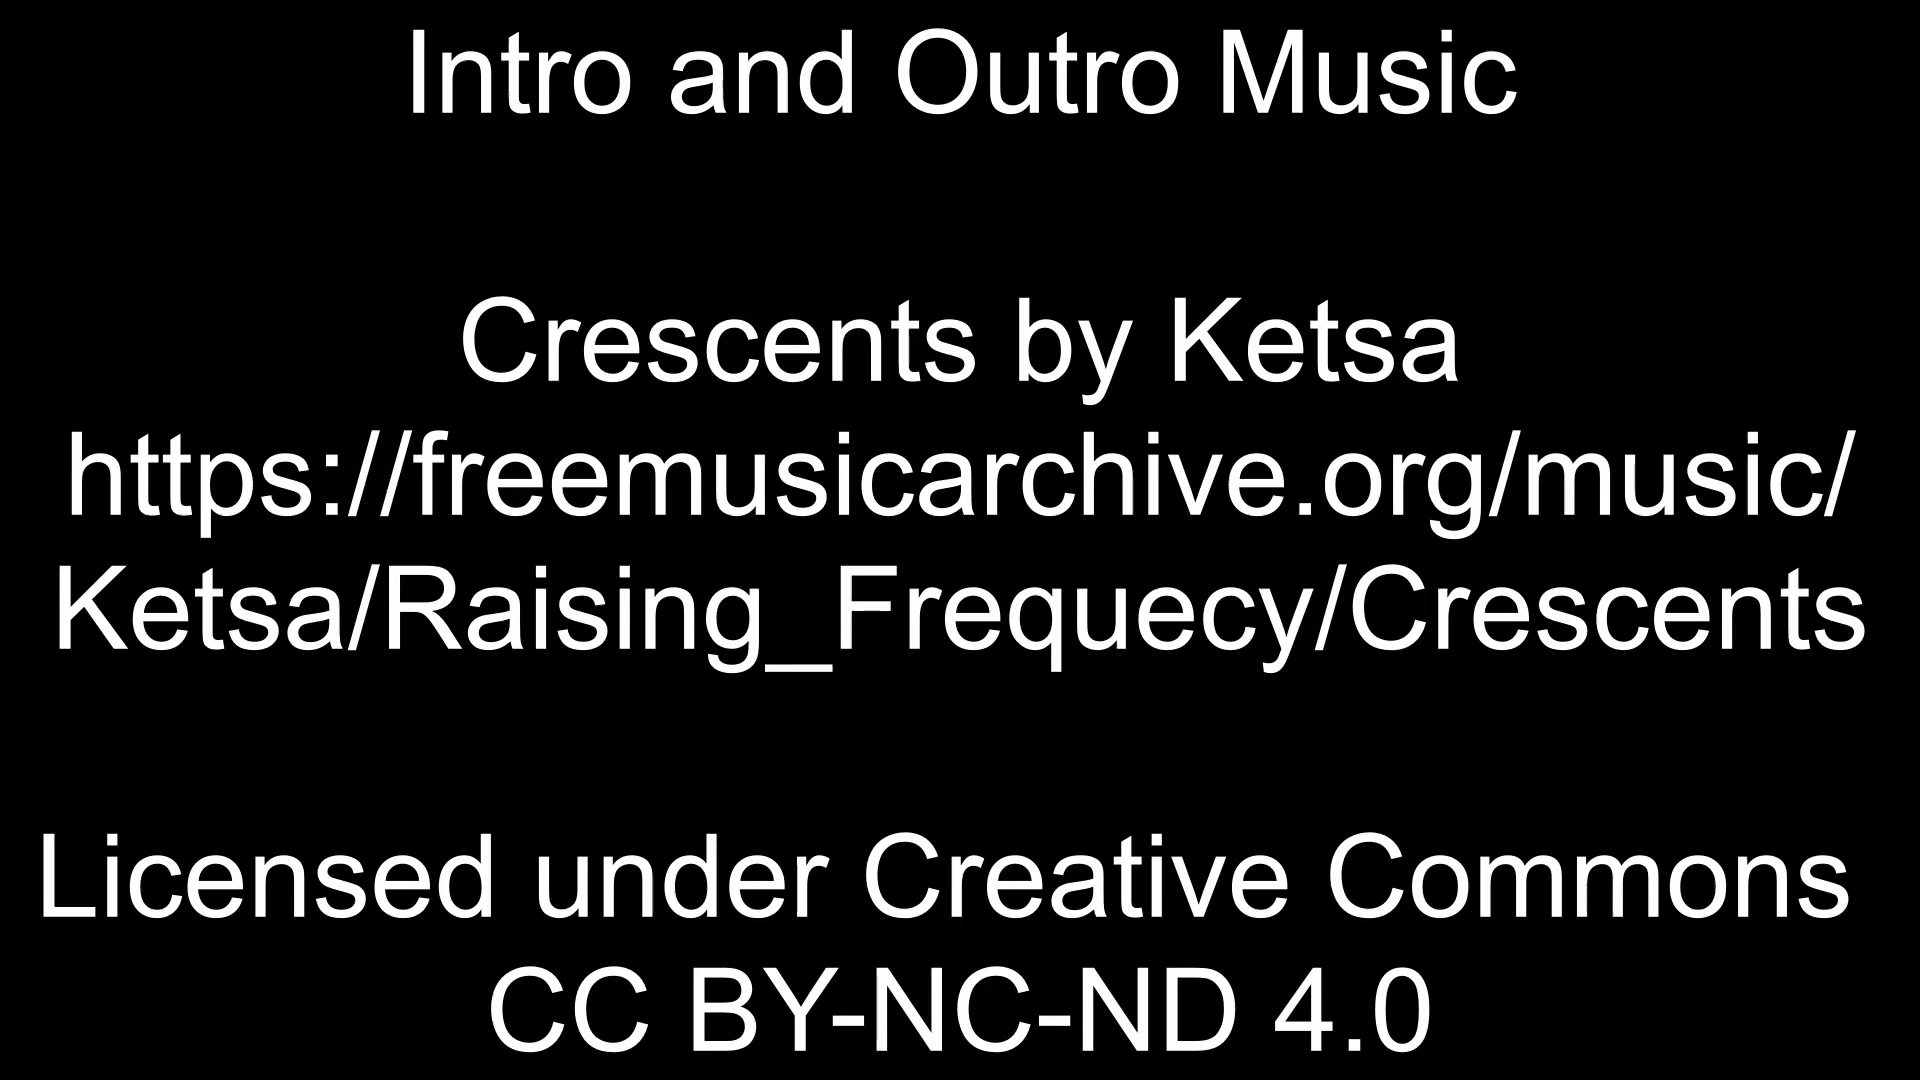 Intro and Outro Music
Crescents by Ketsa
https://freemusicarchive.org/music/
Ketsa/Raising_Frequecy/Crescents
Licensed under Creative Commons
CC BY-NC-ND 4.0